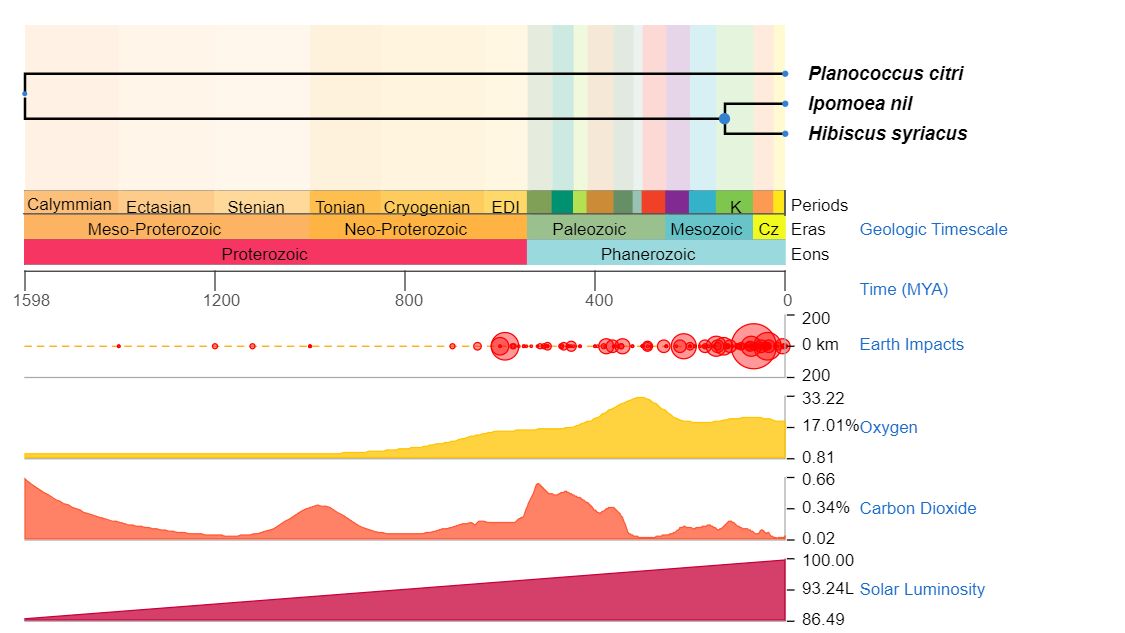 Planococcus citri
Ipomoea nil
Hibiscus syriacus
Calymmian Ectasian Stenian Tonian Cryogenian EDI K Periods
Meso-Proterozoic Neo-Proterozoic Paleozoic Mesozoic Cz Eras Geologic Timescale
Proterozoic Phanerozoic Eons
Time (MYA)
1598 1200 800 400 0
200
0 km Earth Impacts
200
33.22
17.01% Oxygen
0.81
0.66
0.34% Carbon Dioxide
0.02
100.00
93.24L Solar Luminosity
86.49